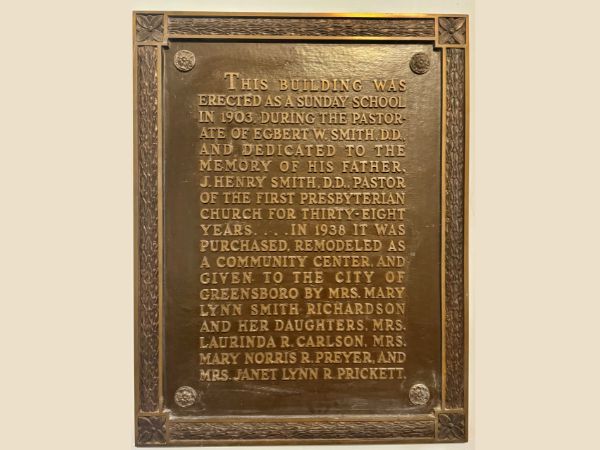 THIS BUILDING WAS
ERECTED AS A SUNDAY SCHOOL
IN 1903, DURING THE PASTOR-
ATE OF EGBERT W. SMITH, D.D.,
AND DEDICATED TO THE
MEMORY OF HIS FATHER,
J. HENRY SMITH, D.D., PASTOR
OF THE FIRST PRESBYTERIAN
CHURCH FOR THIRTY-EIGHT
YEARS. . . . IN 1938 IT WAS
PURCHASED, REMODELED AS
A COMMUNITY CENTER, AND
GIVEN TO THE CITY OF
GREENSBORO BY MRS. MARY
LYNN SMITH RICHARDSON
AND HER DAUGHTERS, MRS.
LAURINDA R. CARLSON, MRS.
MARY NORRIS R. PREYER, AND
MRS. JANET LYNN R. PRICKETT.